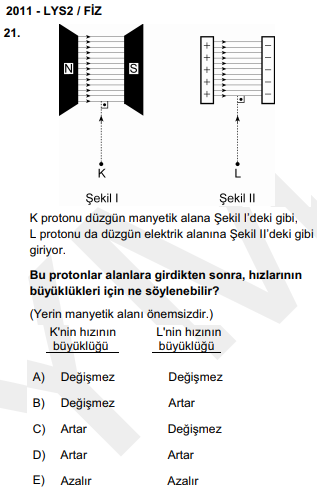 2011 - LYS2 / FİZ
21.
N S
+ −
+ −
+ −
+ −
+ −
K L
Şekil I Şekil II
K protonu düzgün manyetik alana Şekil I'deki gibi,
L protonu da düzgün elektrik alanına Şekil II'deki gibi
giriyor.
Bu protonlar alanlara girdikten sonra, hızlarının
büyüklükleri için ne söylenebilir?
(Yerin manyetik alanı önemsizdir.)
K'nin hızının L'nin hızının
büyüklüğü büyüklüğü
A) Değişmez Değişmez
B) Değişmez Artar
C) Artar Değişmez
D) Artar Artar
E) Azalır Azalır